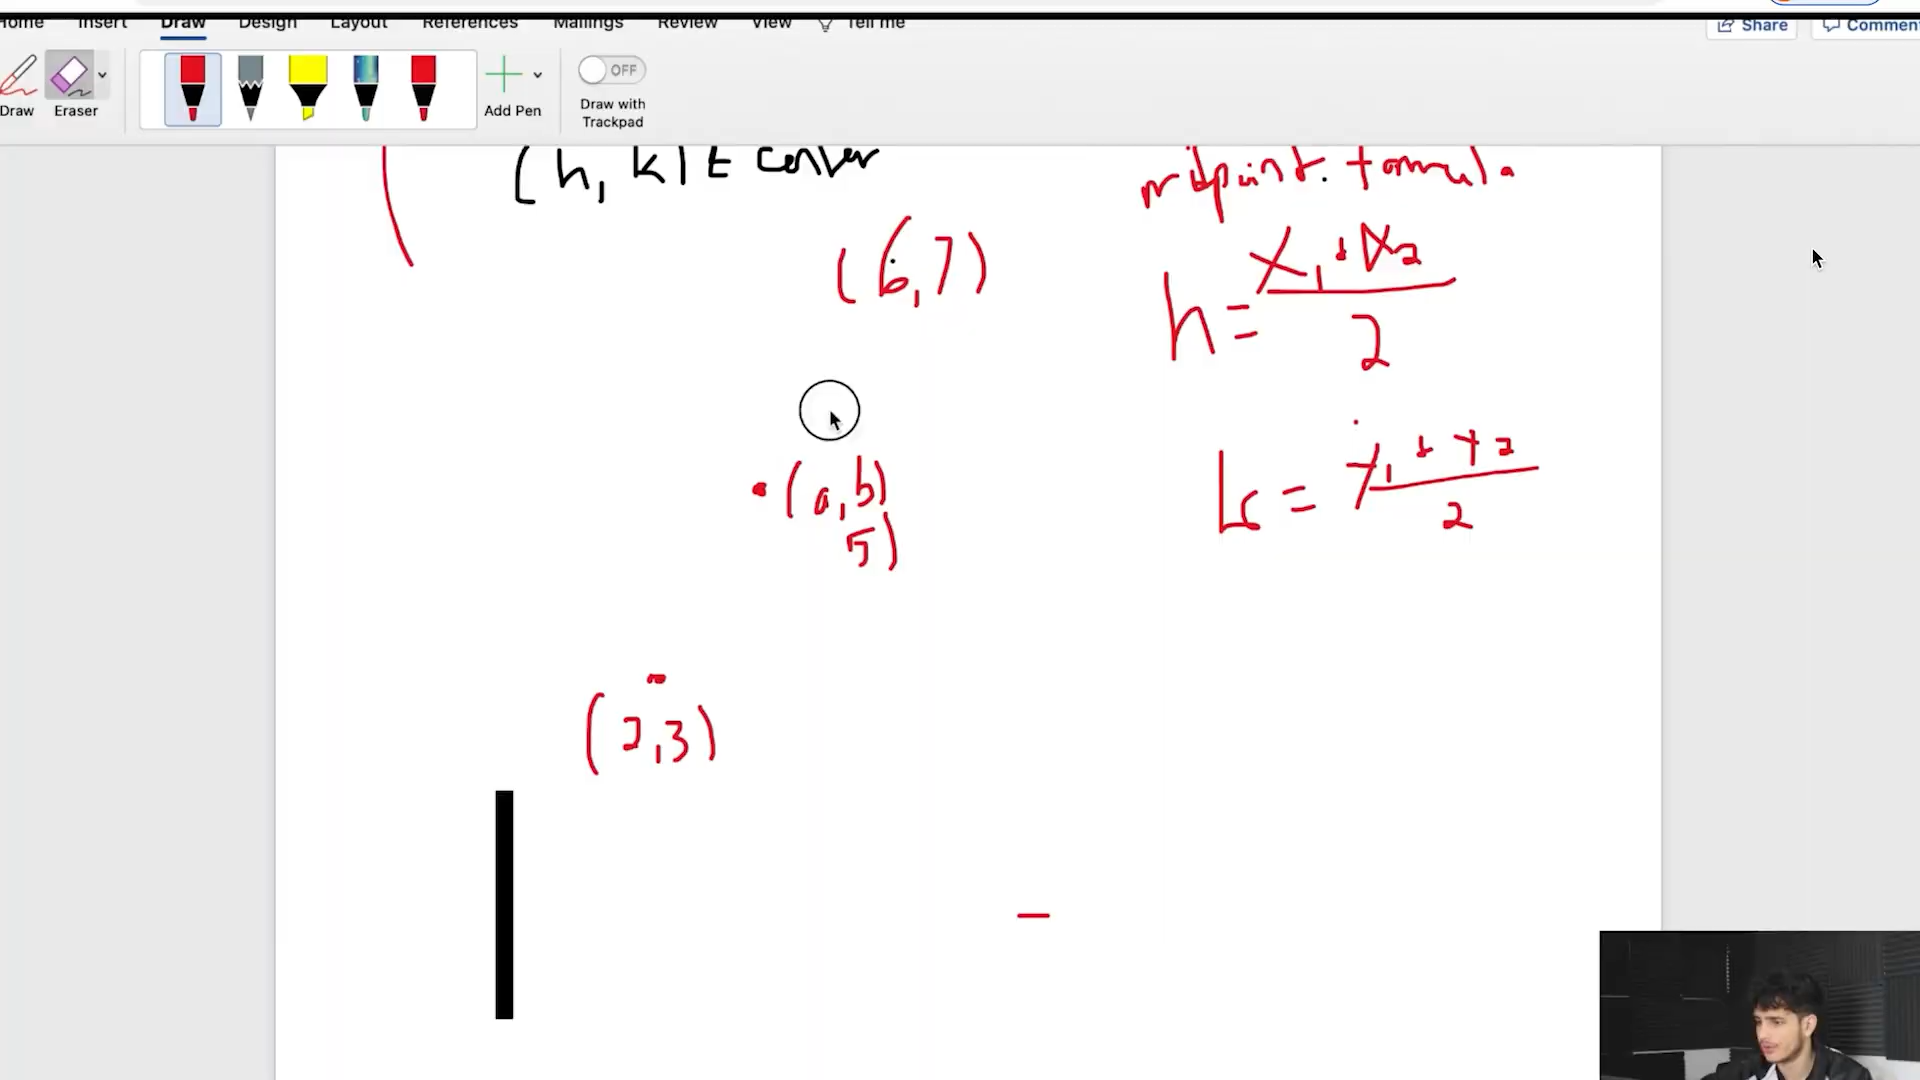 Home Insert Draw Design Layout References Mailings Review View Tell me
Share Comment
OFF
Draw Eraser Add Pen Draw with Trackpad
(h, k) E center
midpoint formula
(6,7)
h = x₁ + x₂ / 2
(a, b)
5)
k = y₁ + y₂ / 2
(2,3)